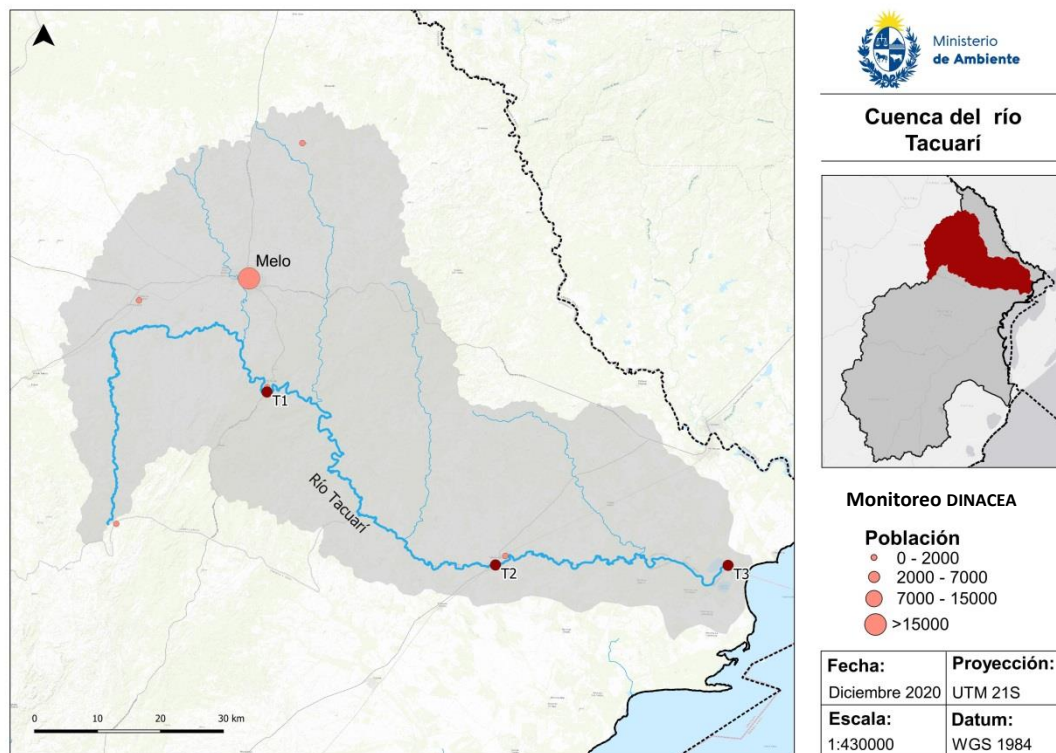 Melo
T1
Río Tacuarí
T2
T3
0 10 20 30 km
Ministerio
de Ambiente
Cuenca del río
Tacuarí
Monitoreo DINACEA
Población
0 - 2000
2000 - 7000
7000 - 15000
>15000
Fecha:
Diciembre 2020
Proyección:
UTM 21S
Escala:
1:430000
Datum:
WGS 1984